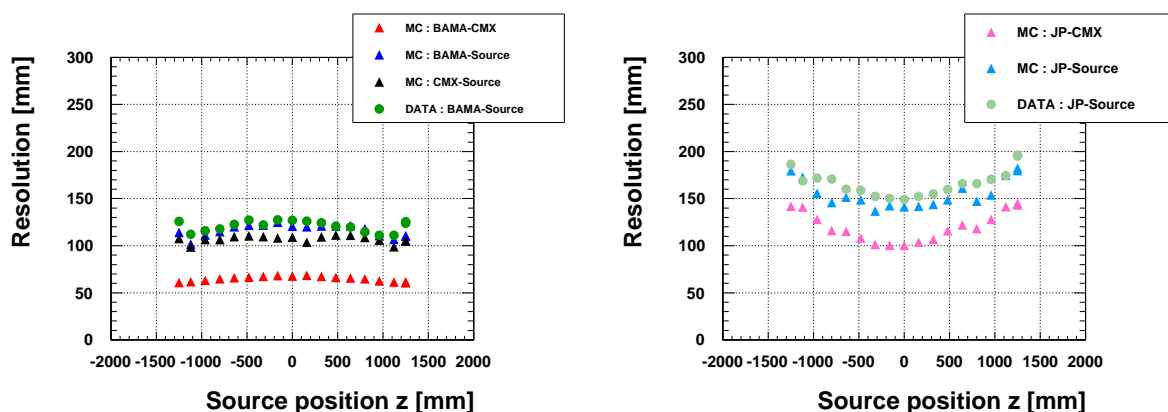 MC : BAMA-CMX
MC : BAMA-Source
MC : CMX-Source
DATA : BAMA-Source
Resolution [mm]
300
250
200
150
100
50
0
-2000 -1500 -1000 -500 0 500 1000 1500 2000
Source position z [mm]
MC : JP-CMX
MC : JP-Source
DATA : JP-Source
Resolution [mm]
300
250
200
150
100
50
0
-2000 -1500 -1000 -500 0 500 1000 1500 2000
Source position z [mm]